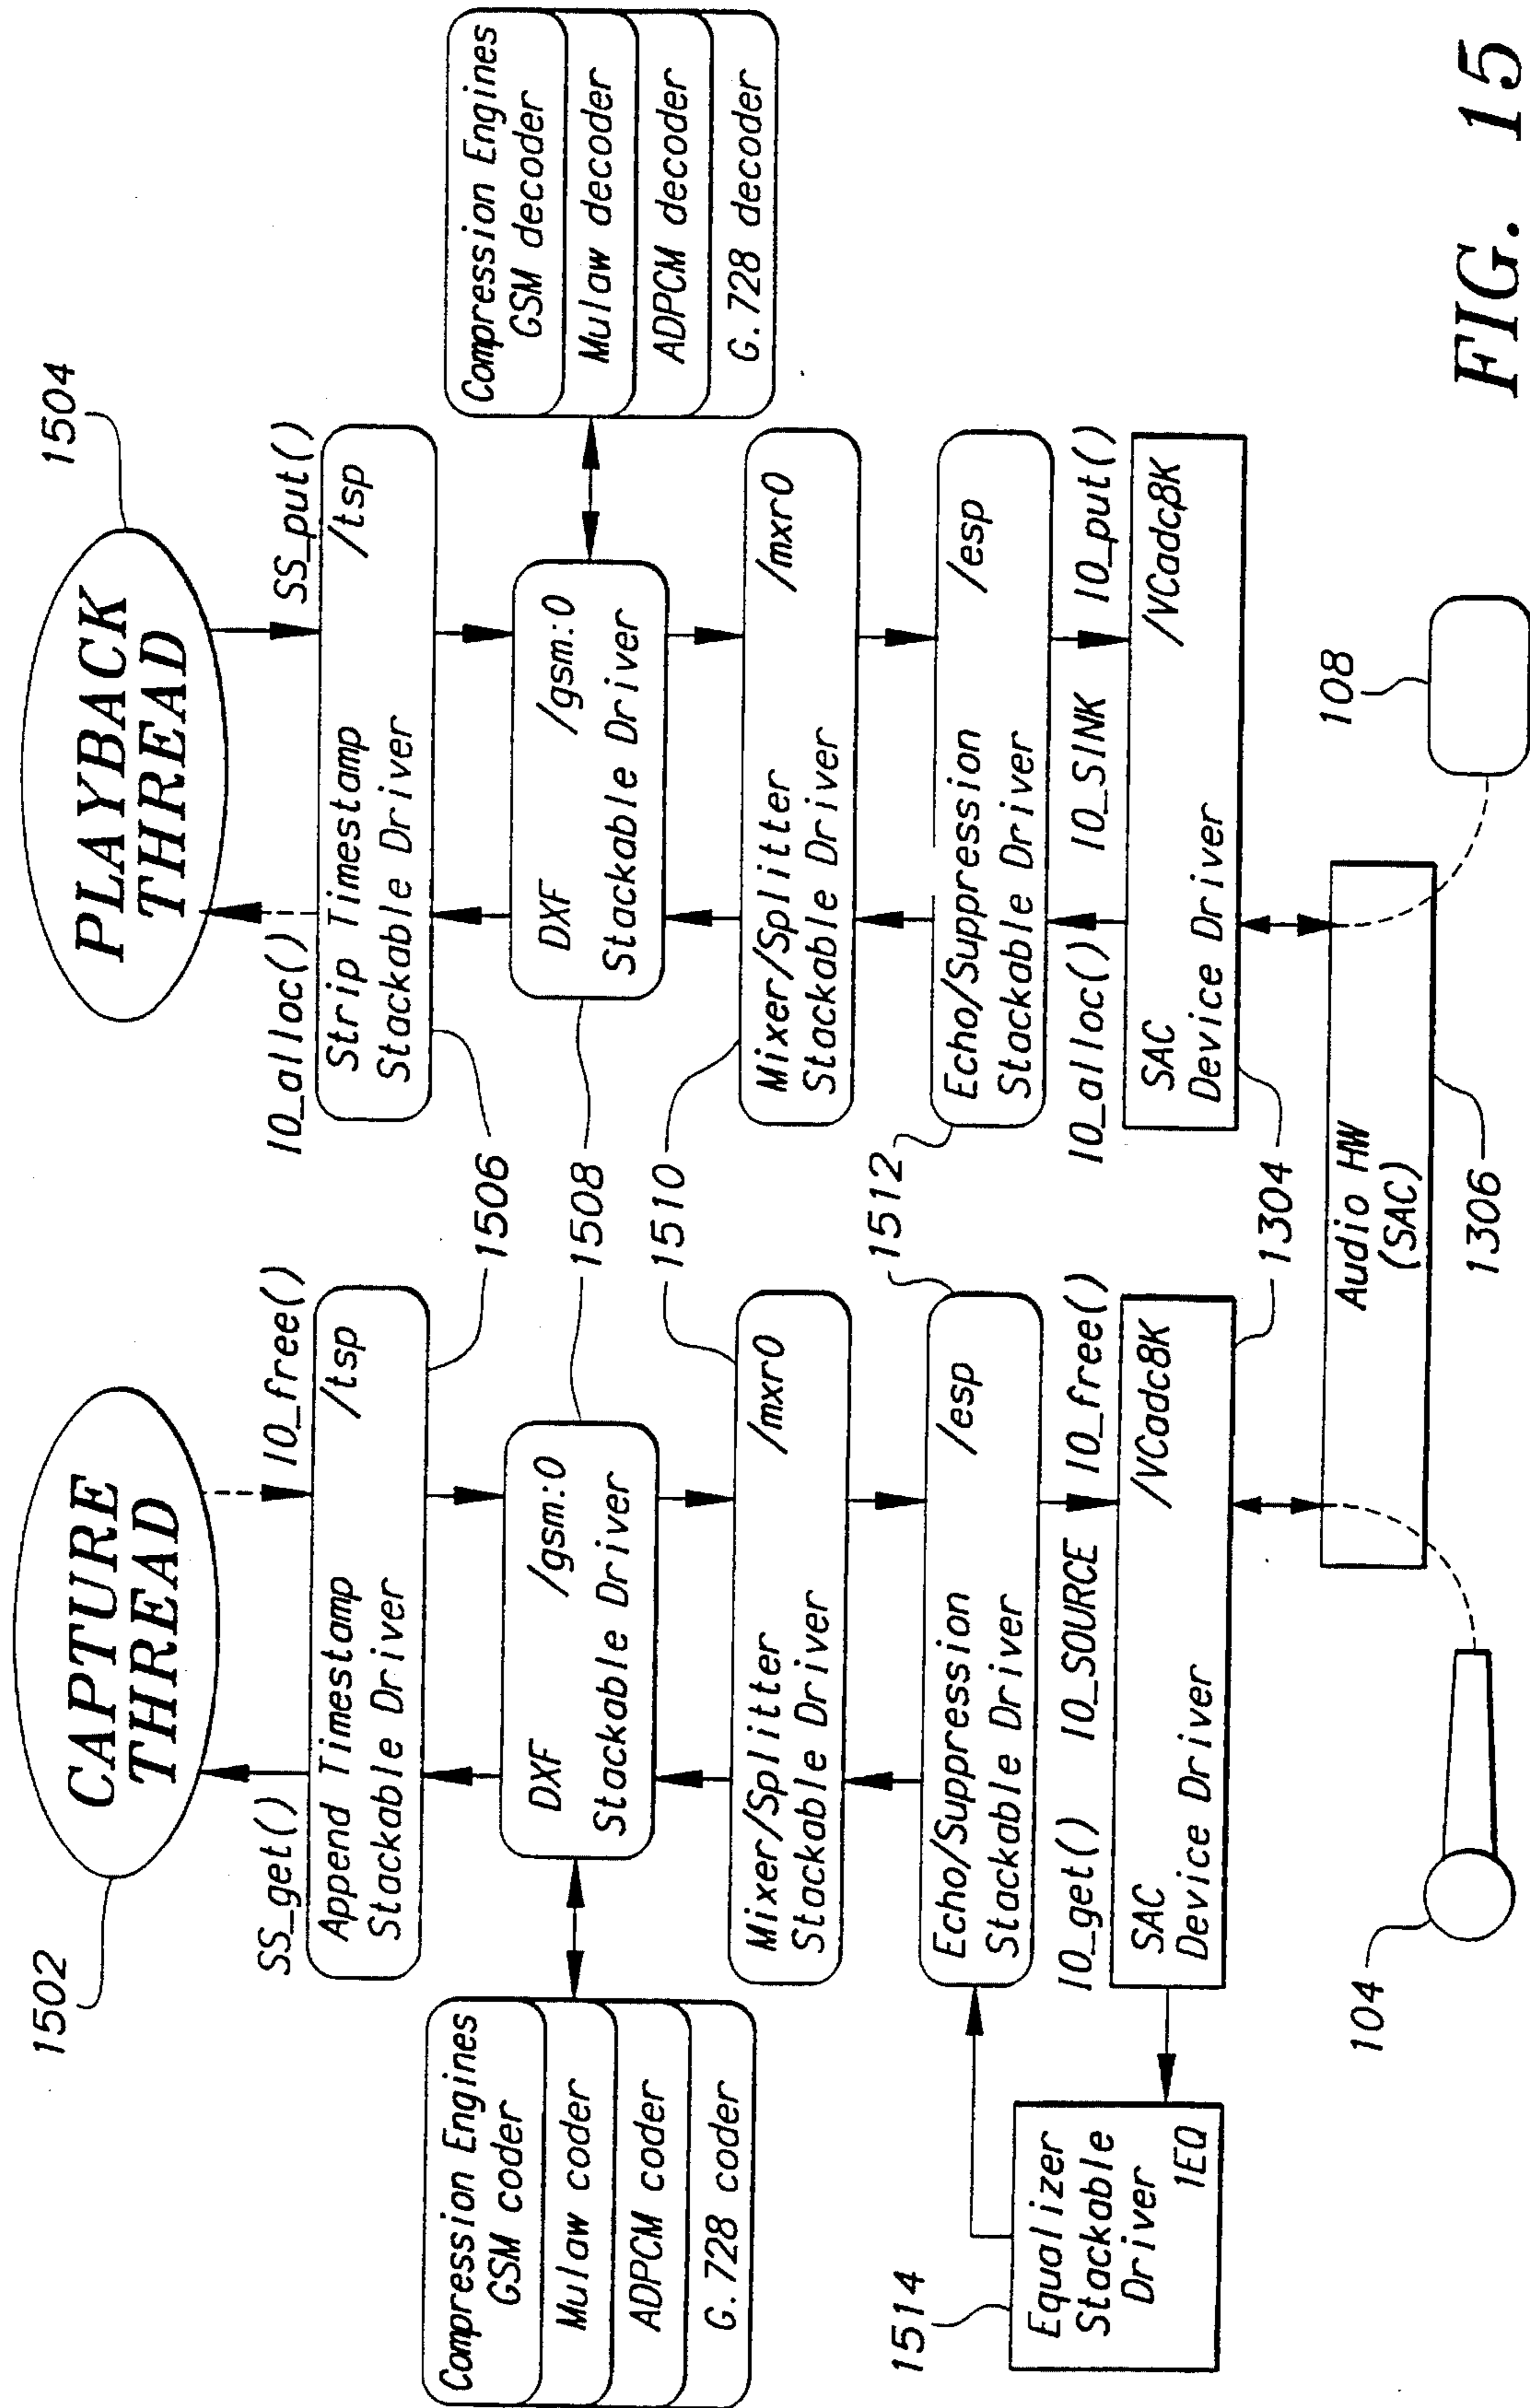 1502
CAPTURE
THREAD
SS_get()
IO_free()
Append Timestamp
/tsp
Stackable Driver
1506
Compression Engines
GSM coder
Mulaw coder
ADPCM coder
G.728 coder
DXF
/gsm:0
Stackable Driver
1508
Mixer/Splitter
/mxr0
Stackable Driver
1510
Echo/Suppression
/esp
Stackable Driver
1512
IO_get()
IO_SOURCE
IO_free()
SAC
/VCadc8K
Device Driver
1304
1514
Equalizer
Stackable
Driver
1EQ
104
1504
PLAYBACK
THREAD
IO_alloc()
SS_put()
Strip Timestamp
/tsp
Stackable Driver
DXF
/gsm:0
Stackable Driver
Compression Engines
GSM decoder
Mulaw decoder
ADPCM decoder
G.728 decoder
Mixer/Splitter
/mxr0
Stackable Driver
Echo/Suppression
/esp
Stackable Driver
IO_alloc()
IO_SINK
IO_put()
SAC
/VCadc8K
Device Driver
Audio HW
(SAC)
1306
108
FIG. 15